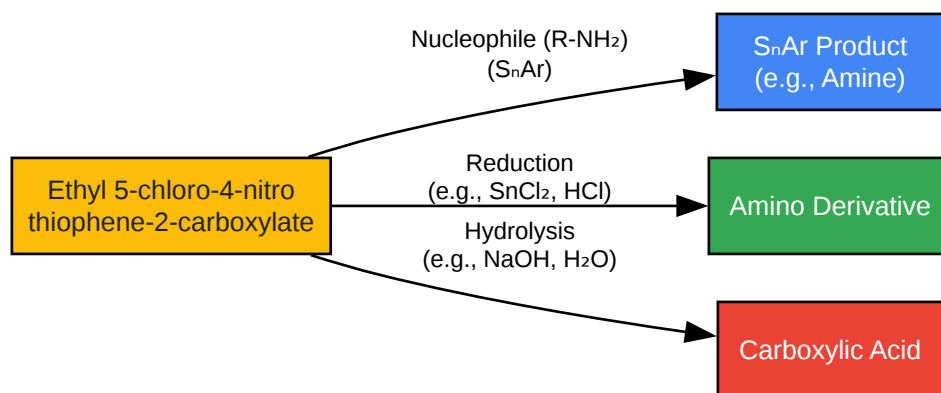 Nucleophile (R-NH₂)
(SₙAr)
SₙAr Product
(e.g., Amine)
Ethyl 5-chloro-4-nitro
thiophene-2-carboxylate
Reduction
(e.g., SnCl₂, HCl)
Amino Derivative
Hydrolysis
(e.g., NaOH, H₂O)
Carboxylic Acid